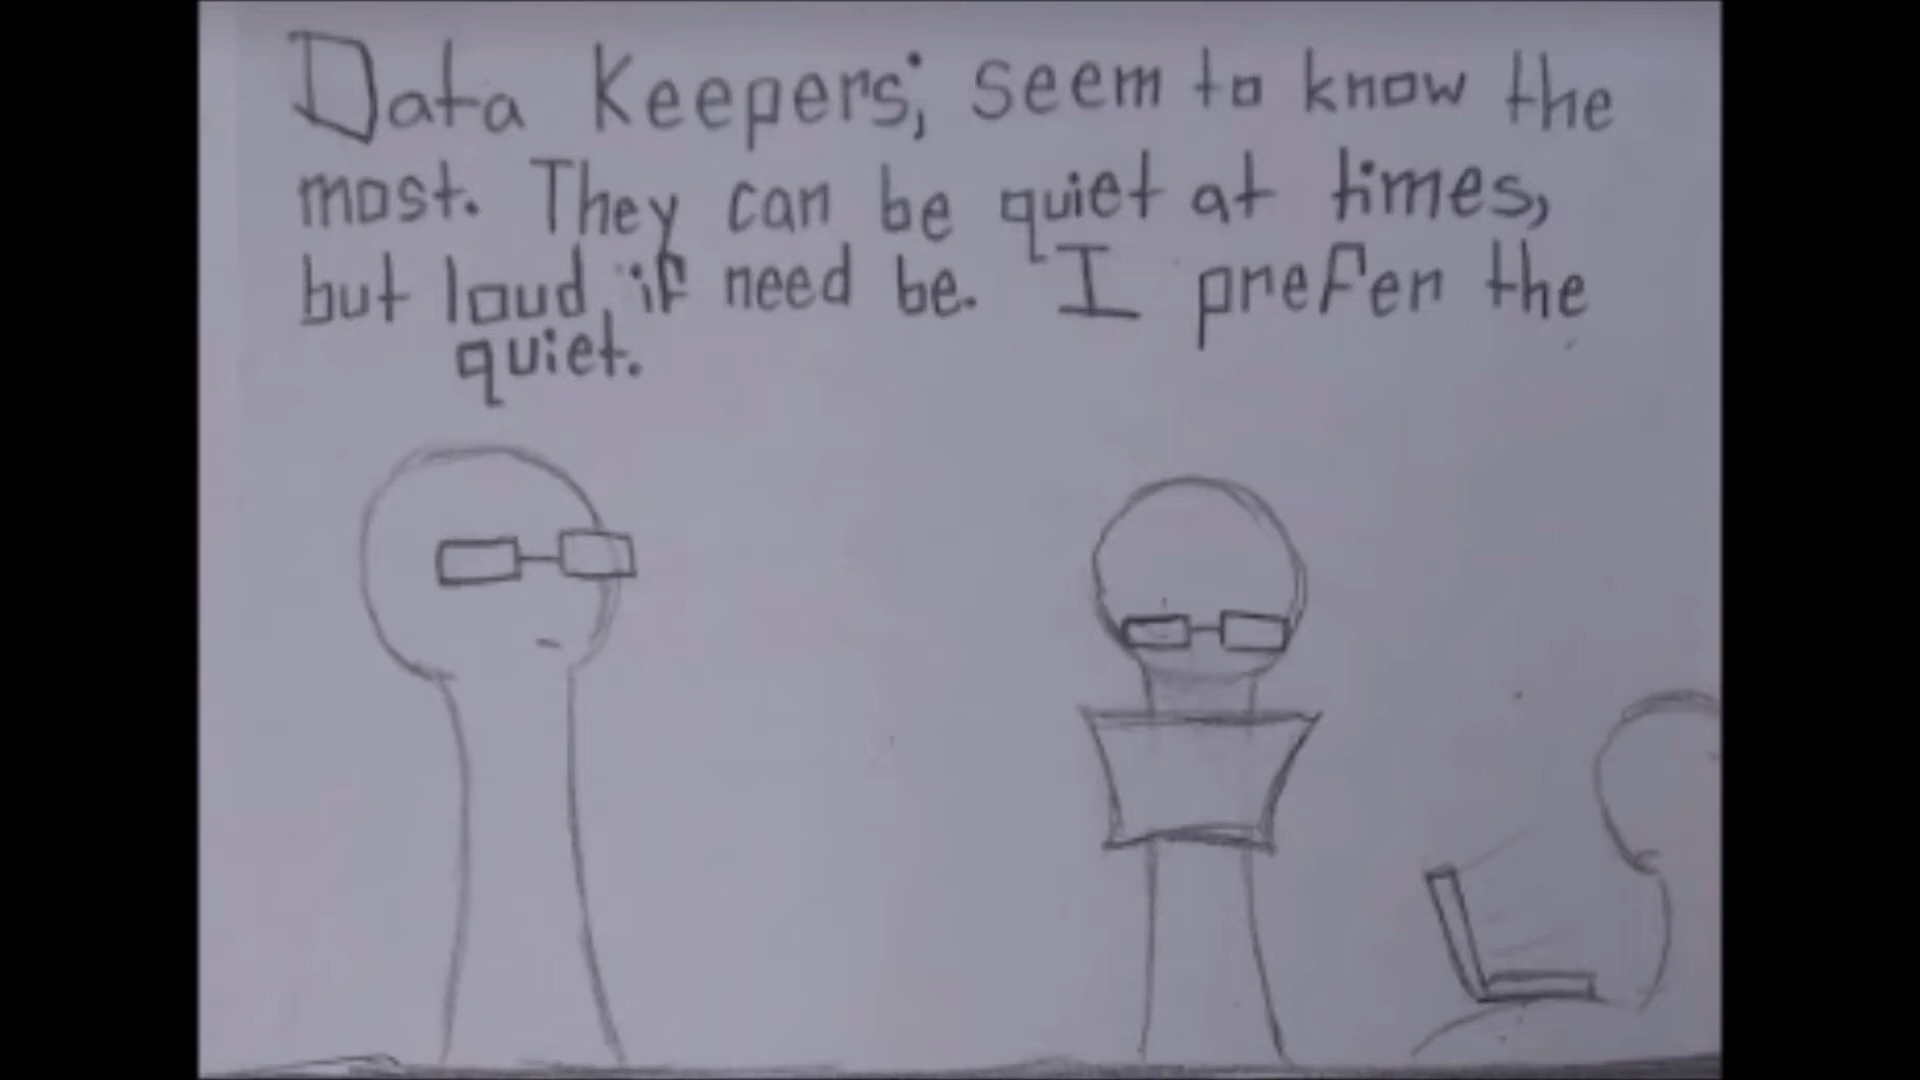 Data Keepers; seem to know the
most. They can be quiet at times,
but loud, if need be. I prefer the
quiet.